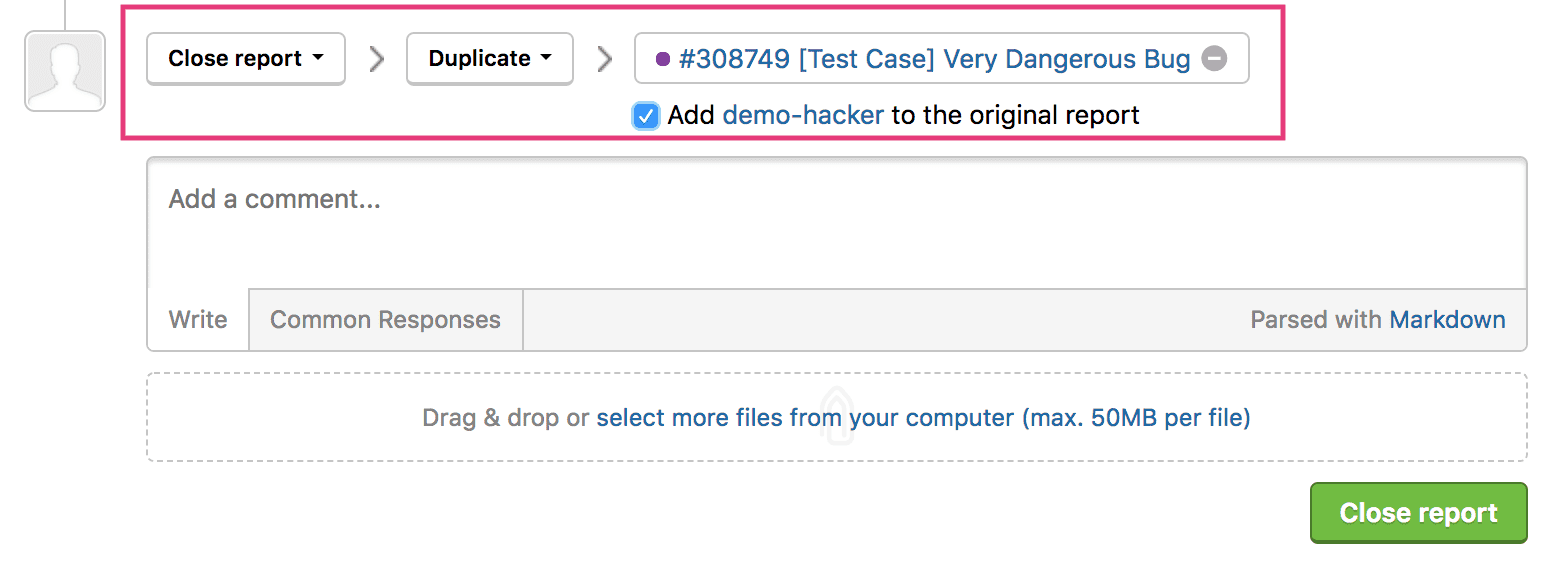 Close report Duplicate #308749 [Test Case] Very Dangerous Bug
Add demo-hacker to the original report
Add a comment...
Write Common Responses Parsed with Markdown
Drag & drop or select more files from your computer (max. 50MB per file)
Close report